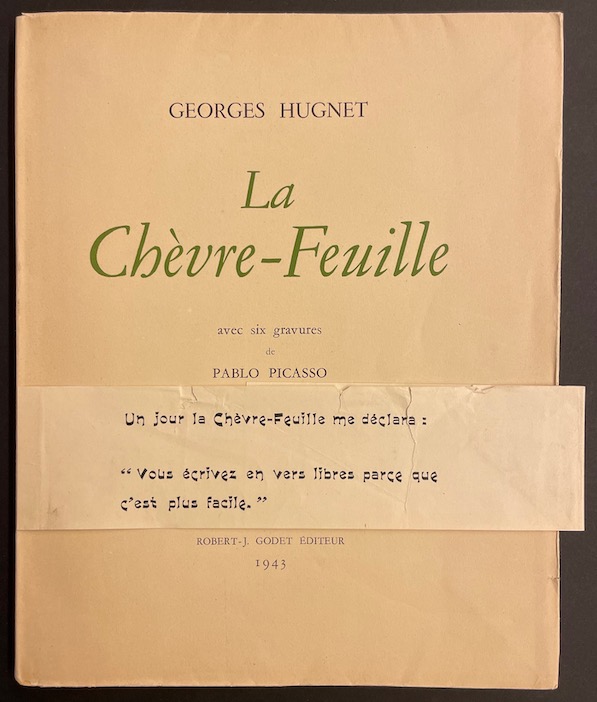 GEORGES HUGNET
La
Chèvre-Feuille
avec six gravures
de
PABLO PICASSO
Un jour la Chèvre-Feuille me déclara :
“ Vous écrivez en vers libres parce que
c’est plus facile. ”
ROBERT-J. GODET ÉDITEUR
1943